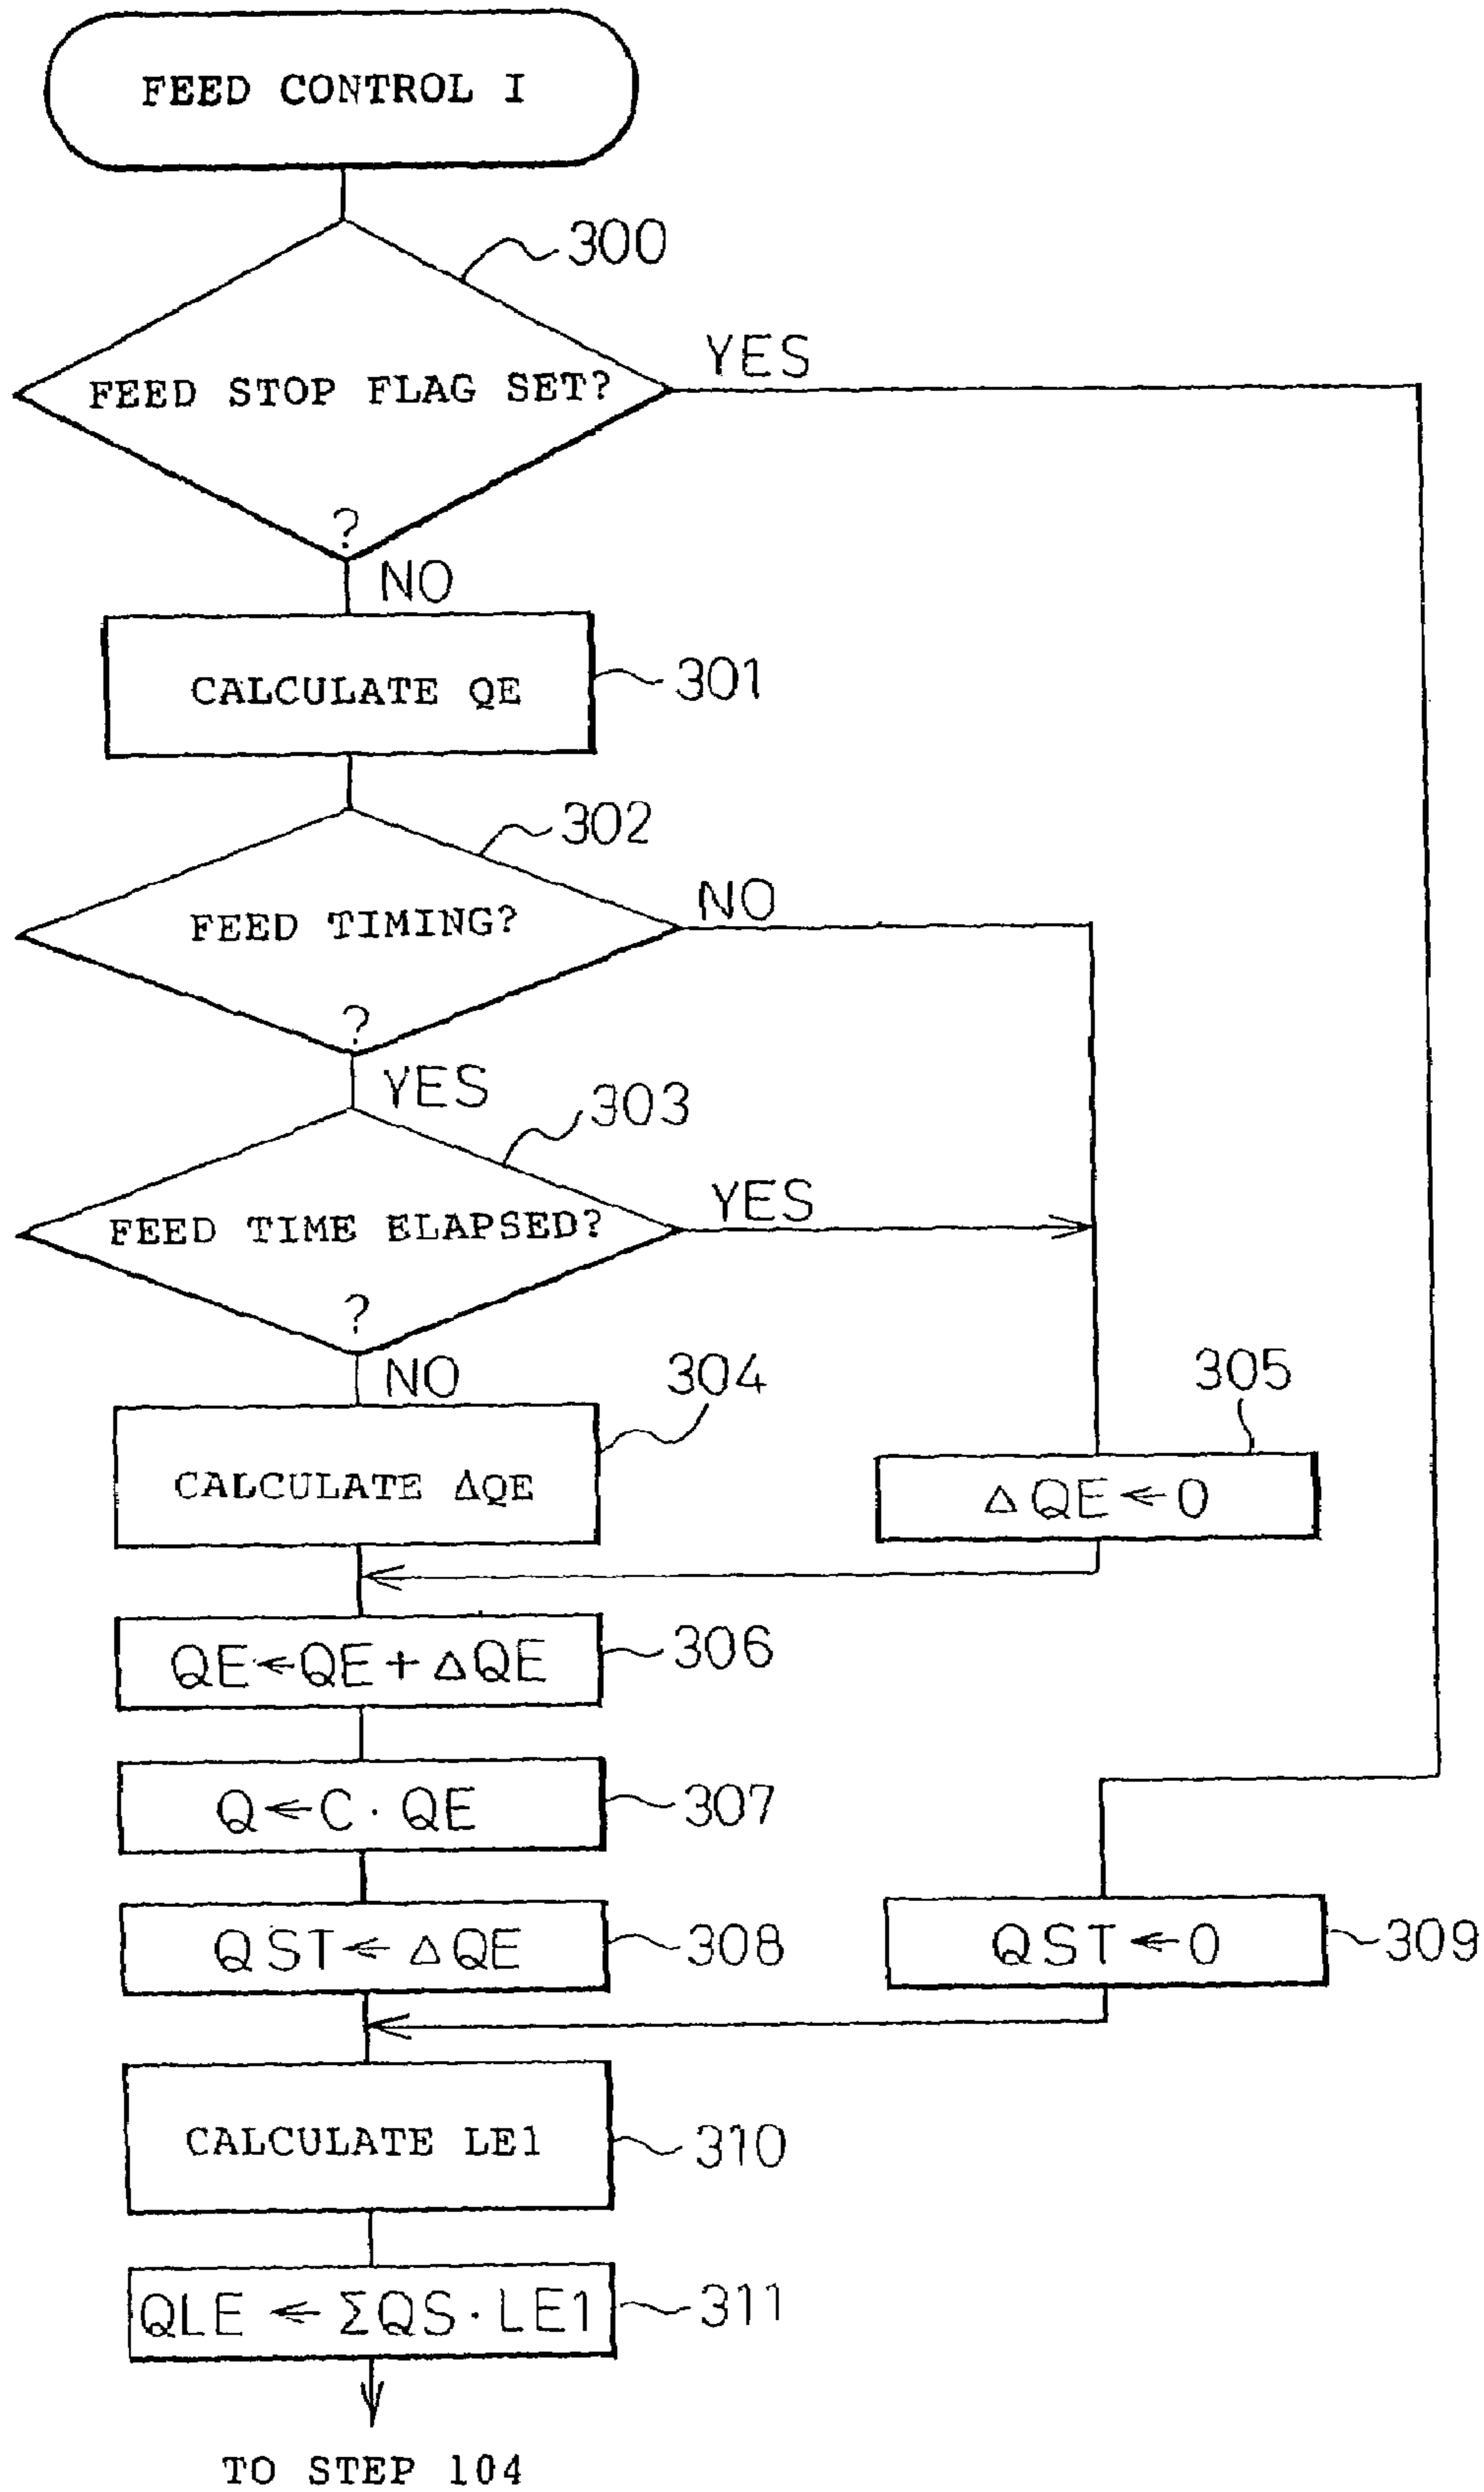 FEED CONTROL I
300
FEED STOP FLAG SET?
YES
?
NO
CALCULATE QE
301
302
FEED TIMING?
NO
?
YES
303
FEED TIME ELAPSED?
YES
?
NO
304
CALCULATE ΔQE
305
ΔQE←0
QE←QE+ΔQE
306
Q←C·QE
307
QST←ΔQE
308
QST←0
309
CALCULATE LE1
310
QLE←ΣQS·LE1
311
TO STEP 104